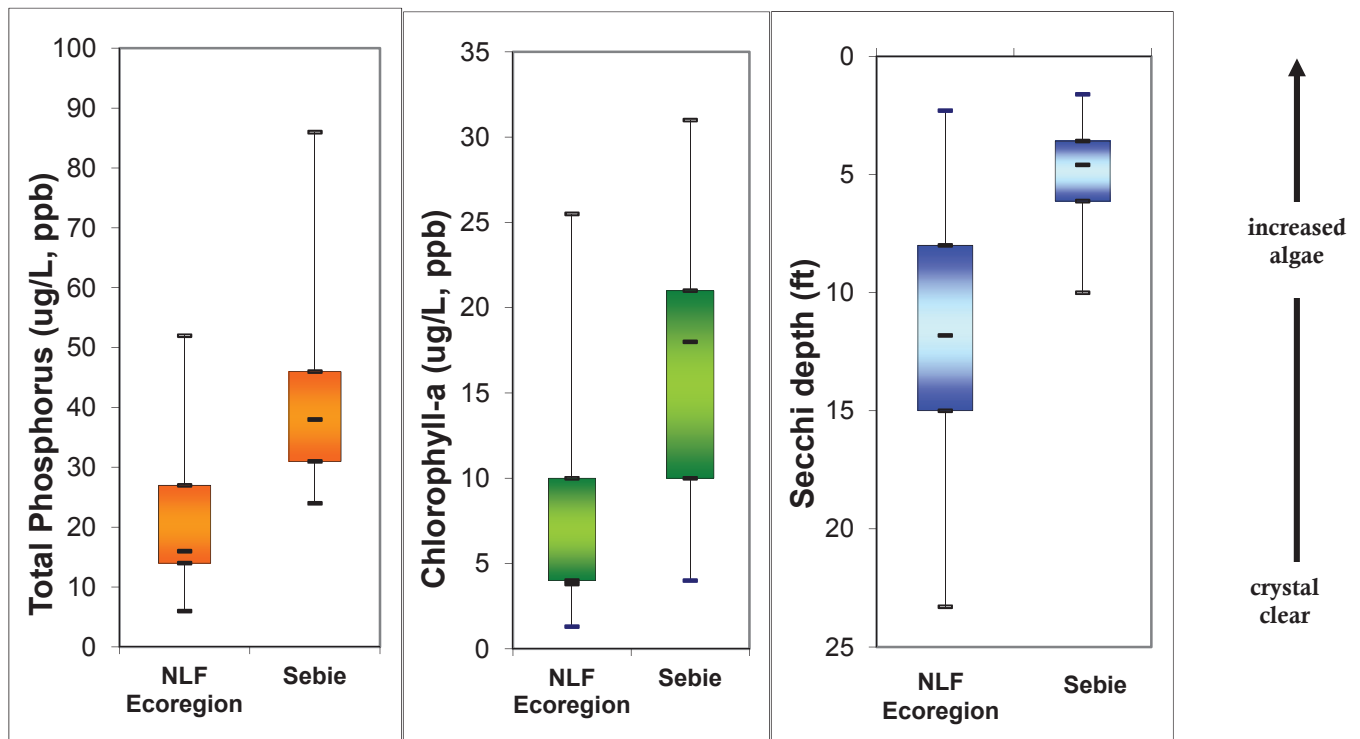 Total Phosphorus (ug/L, ppb)
100
90
80
70
60
50
40
30
20
10
0
NLF
Ecoregion
Sebie
Chlorophyll-a (ug/L, ppb)
35
30
25
20
15
10
5
0
NLF
Ecoregion
Sebie
Secchi depth (ft)
0
5
10
15
20
25
NLF
Ecoregion
Sebie
increased
algae
crystal
clear